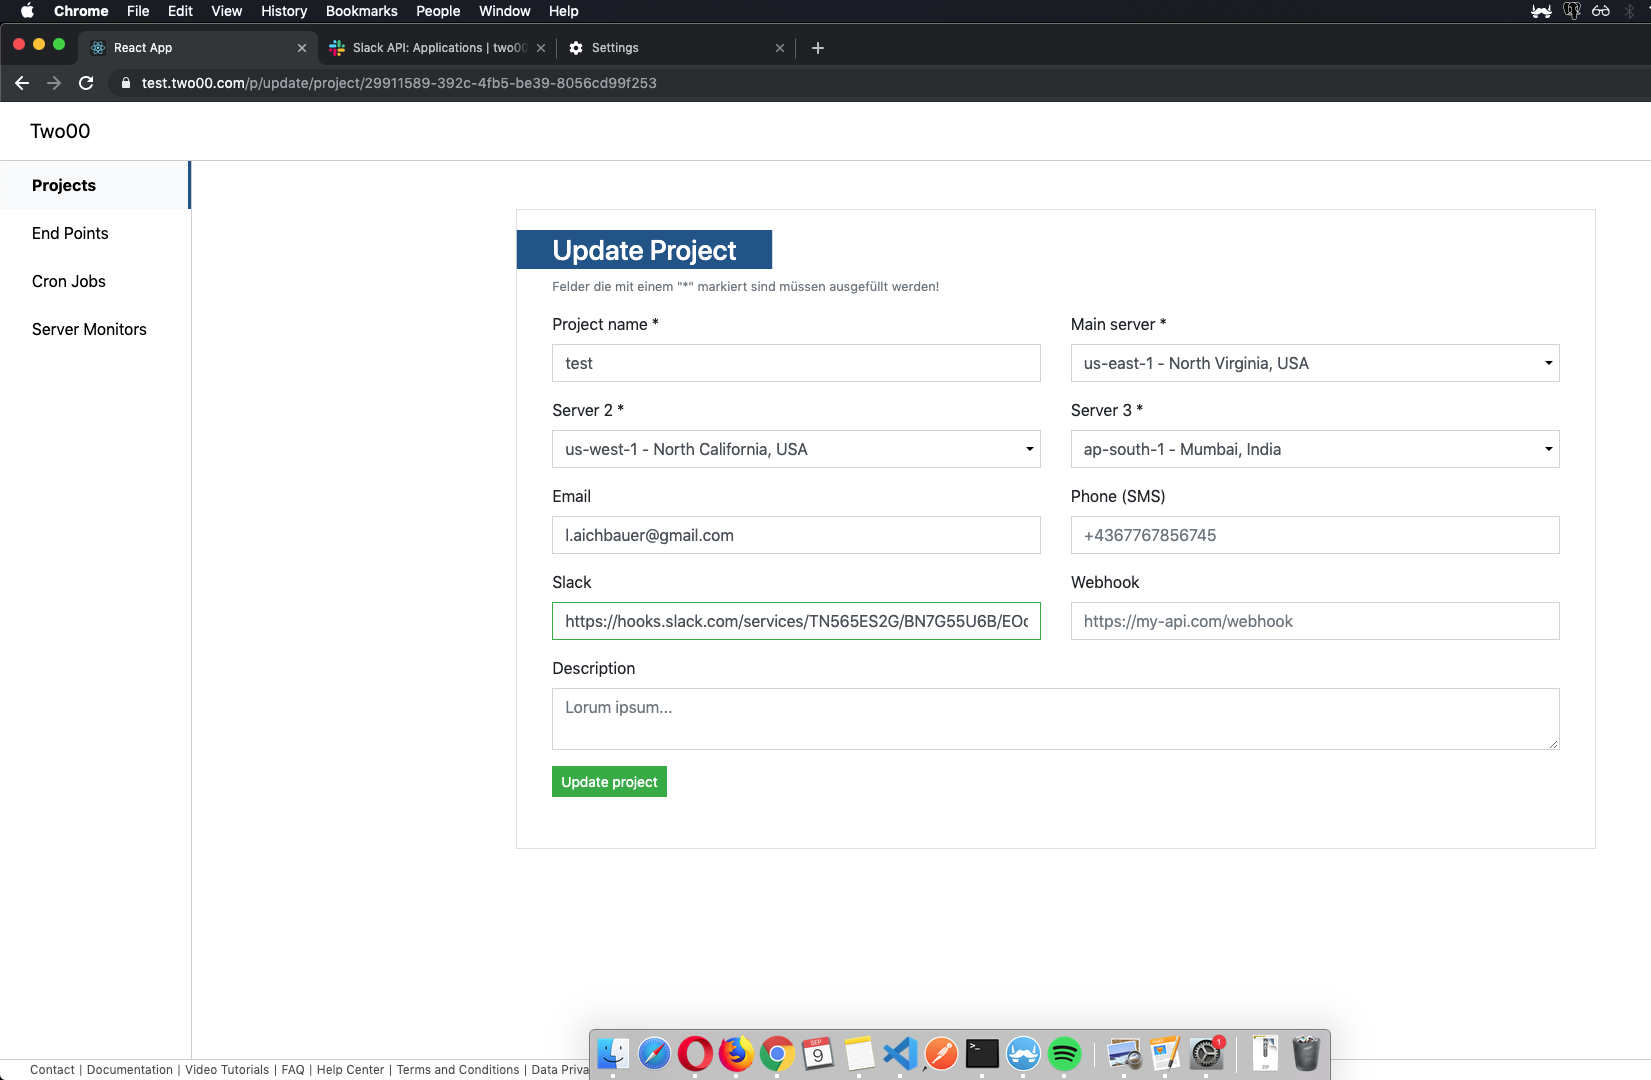 Chrome File Edit View History Bookmarks People Window Help
React App
Slack API: Applications | two00
Settings
test.two00.com/p/update/project/29911589-392c-4fb5-be39-8056cd99f253
Two00
Projects
End Points
Cron Jobs
Server Monitors
Update Project
Felder die mit einem "*" markiert sind müssen ausgefüllt werden!
Project name *
Main server *
test
us-east-1 - North Virginia, USA
Server 2 *
Server 3 *
us-west-1 - North California, USA
ap-south-1 - Mumbai, India
Email
Phone (SMS)
l.aichbauer@gmail.com
+4367767856745
Slack
Webhook
https://hooks.slack.com/services/TN565ES2G/BN7G55U6B/EO
https://my-api.com/webhook
Description
Lorum ipsum...
Update project
SEP
9
1
ZIP
Contact | Documentation | Video Tutorials | FAQ | Help Center | Terms and Conditions | Data Priva